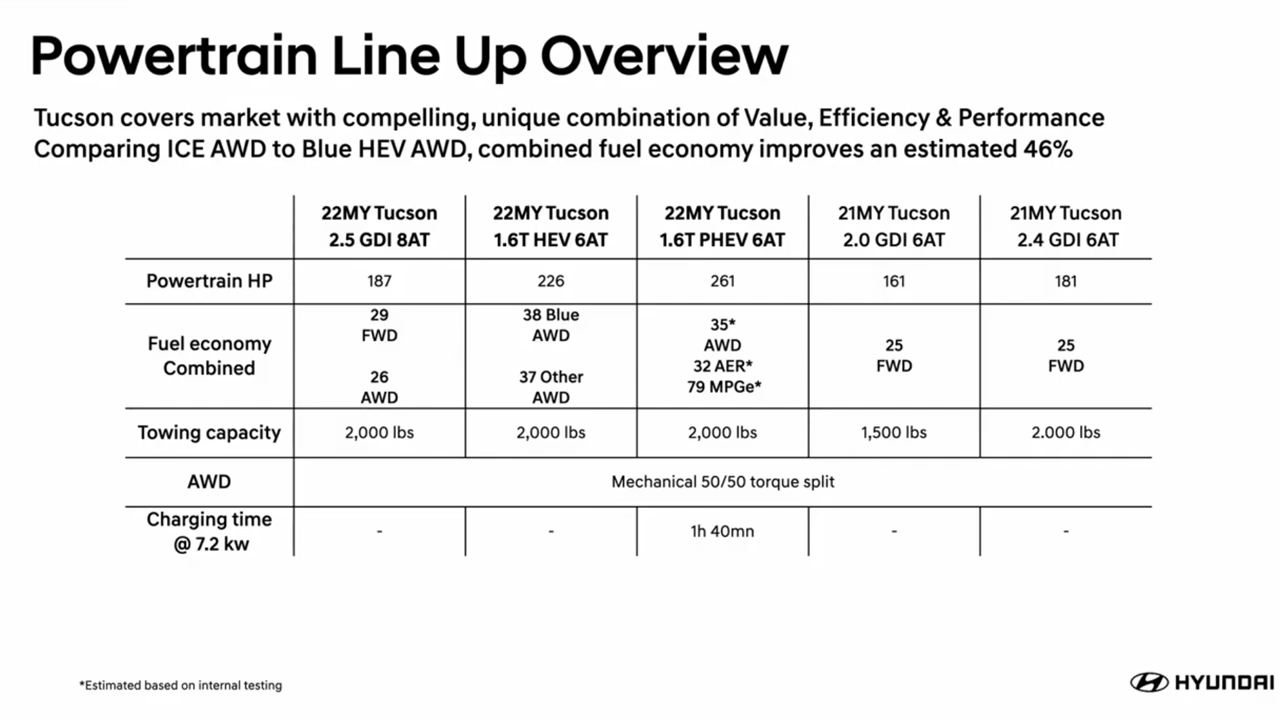 Powertrain Line Up Overview
Tucson covers market with compelling, unique combination of Value, Efficiency & Performance
Comparing ICE AWD to Blue HEV AWD, combined fuel economy improves an estimated 46%
22MY Tucson 22MY Tucson 22MY Tucson 21MY Tucson 21MY Tucson
2.5 GDI 8AT 1.6T HEV 6AT 1.6T PHEV 6AT 2.0 GDI 6AT 2.4 GDI 6AT
Powertrain HP 187 226 261 161 181
Fuel economy
Combined
29
FWD
26
AWD
38 Blue
AWD
37 Other
AWD
35*
AWD
32 AER*
79 MPGe*
25
FWD
25
FWD
Towing capacity 2,000 lbs 2,000 lbs 2,000 lbs 1,500 lbs 2.000 lbs
AWD Mechanical 50/50 torque split
Charging time
@ 7.2 kw
- - 1h 40mn - -
*Estimated based on internal testing
HYUNDAI